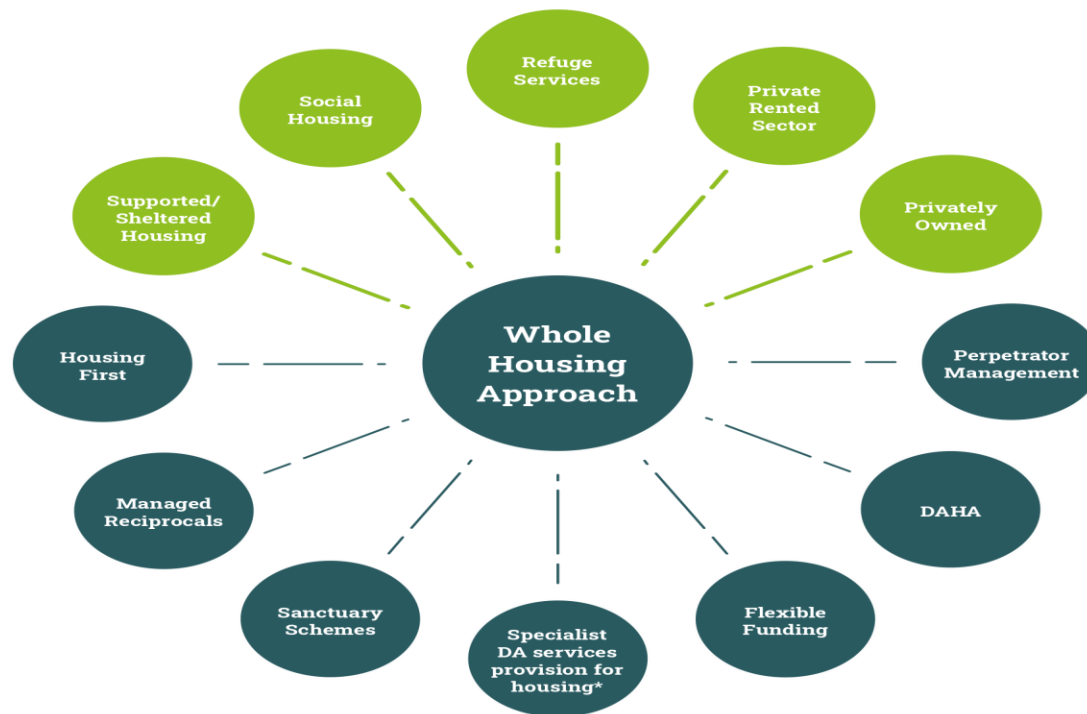 Refuge
Services
Social
Housing
Private
Rented
Sector
Supported/
Sheltered
Housing
Privately
Owned
Whole
Housing
Approach
Housing
First
Perpetrator
Management
Managed
Reciprocals
DAHA
Sanctuary
Schemes
Specialist
DA services
provision for
housing*
Flexible
Funding